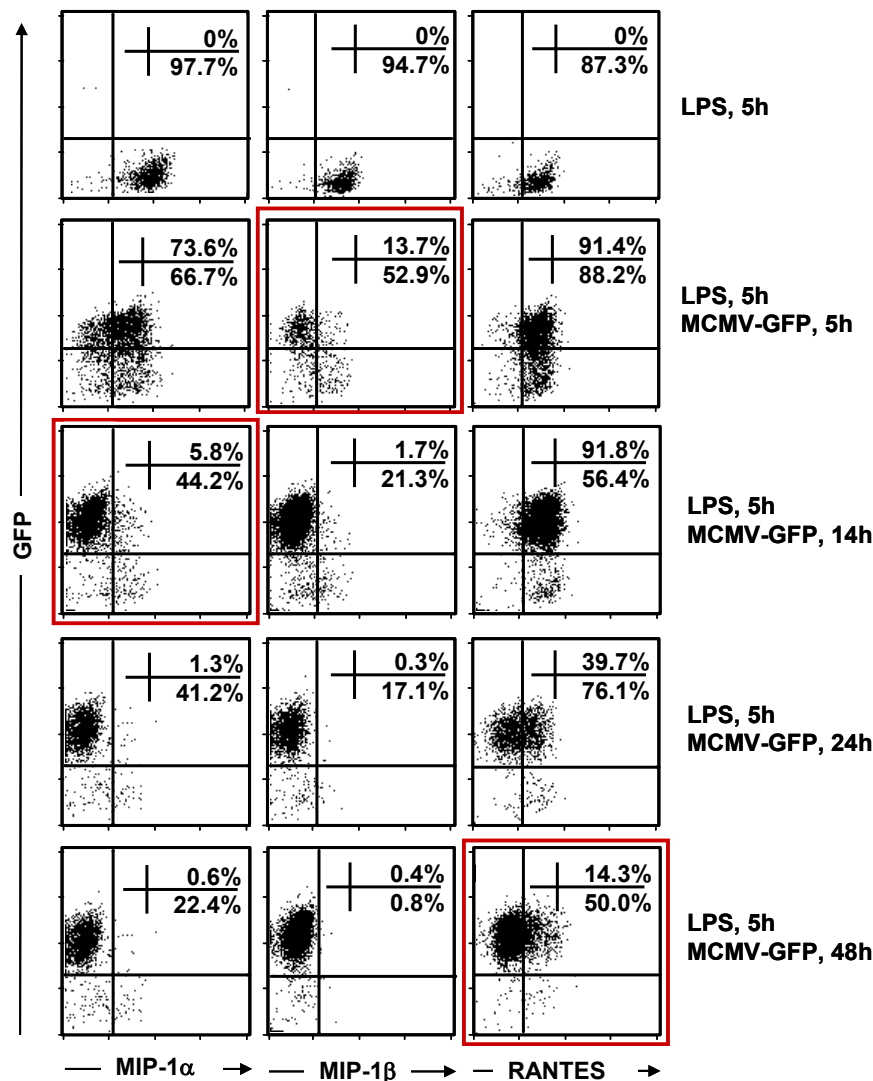 0% 0% 0%
97.7% 94.7% 87.3%
LPS, 5h
73.6% 13.7% 91.4%
66.7% 52.9% 88.2%
LPS, 5h
MCMV-GFP, 5h
5.8% 1.7% 91.8%
44.2% 21.3% 56.4%
LPS, 5h
MCMV-GFP, 14h
GFP
1.3% 0.3% 39.7%
41.2% 17.1% 76.1%
LPS, 5h
MCMV-GFP, 24h
0.6% 0.4% 14.3%
22.4% 0.8% 50.0%
LPS, 5h
MCMV-GFP, 48h
MIP-1α MIP-1β RANTES